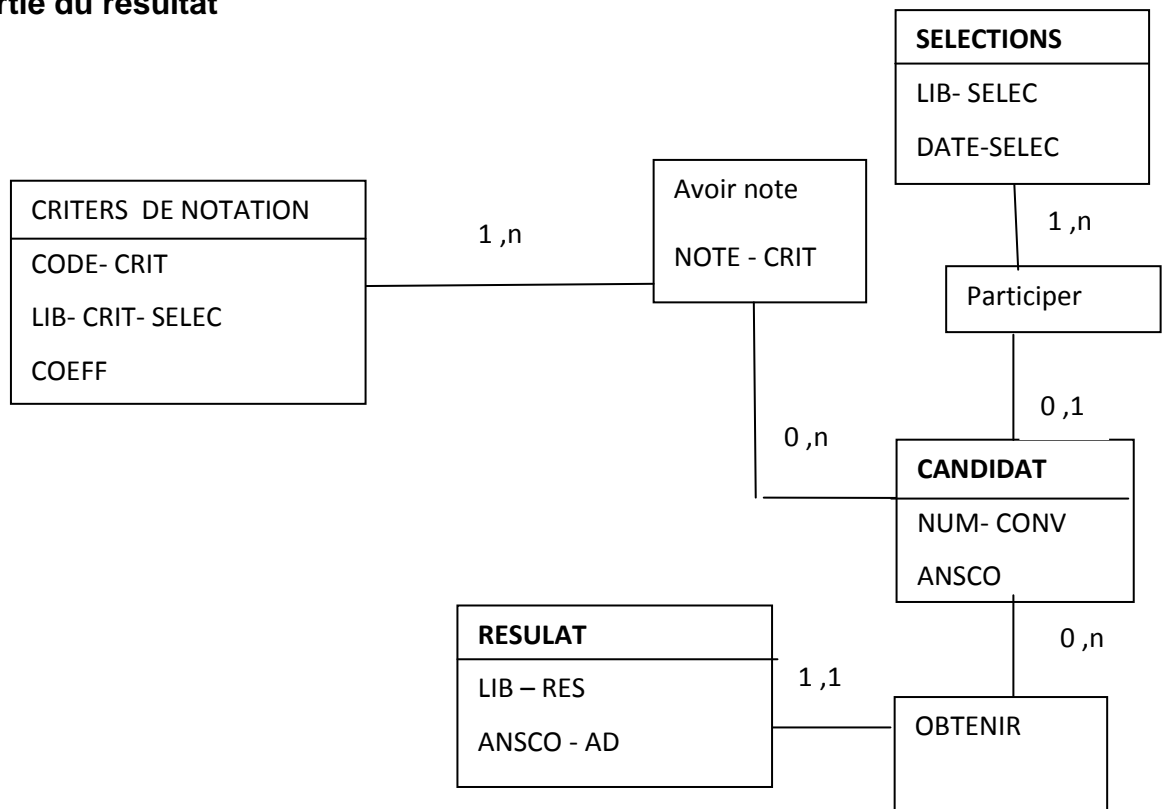 rtie du resultat
SELECTIONS
LIB- SELEC
DATE-SELEC
1 ,n
Participer
0 ,1
CRITERS  DE NOTATION
CODE- CRIT
LIB- CRIT- SELEC
COEFF
1 ,n
Avoir note
NOTE - CRIT
0 ,n
CANDIDAT
NUM- CONV
ANSCO
0 ,n
RESULAT
LIB – RES
ANSCO - AD
1 ,1
OBTENIR